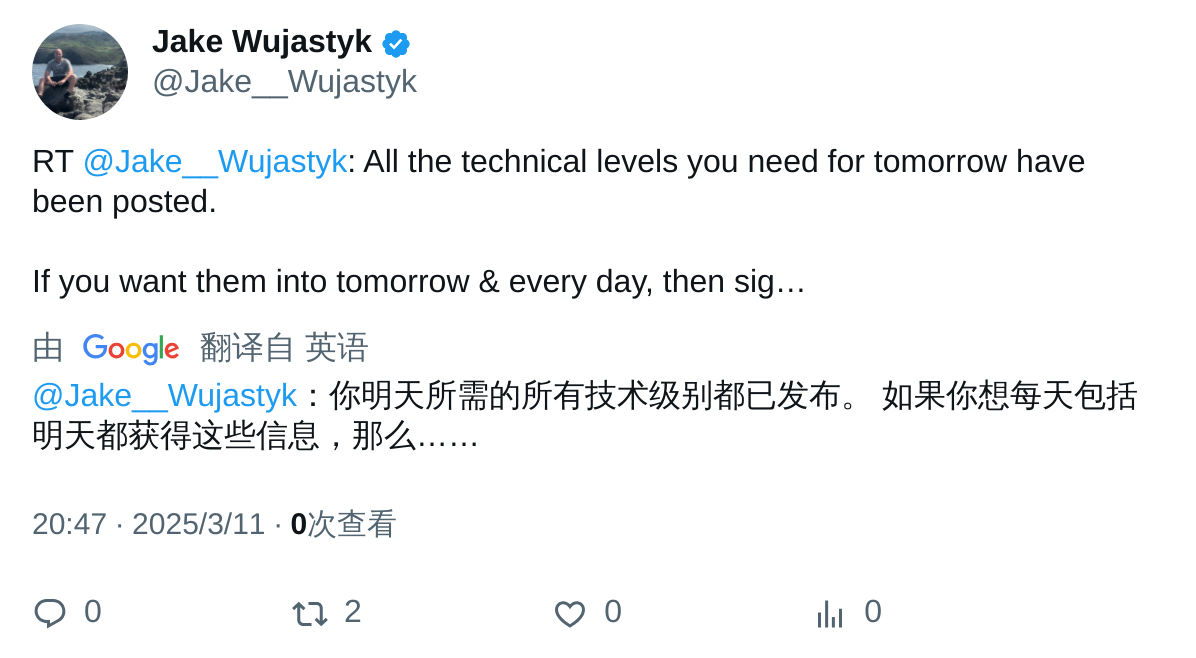 Jake Wujastyk
@Jake__Wujastyk
RT @Jake__Wujastyk: All the technical levels you need for tomorrow have
been posted.
If you want them into tomorrow & every day, then sig…
由 Google 翻译自 英语
@Jake__Wujastyk：你明天所需的所有技术级别都已发布。 如果你想每天包括
明天都获得这些信息，那么……
20:47 · 2025/3/11 · 0次查看
0 2 0 0